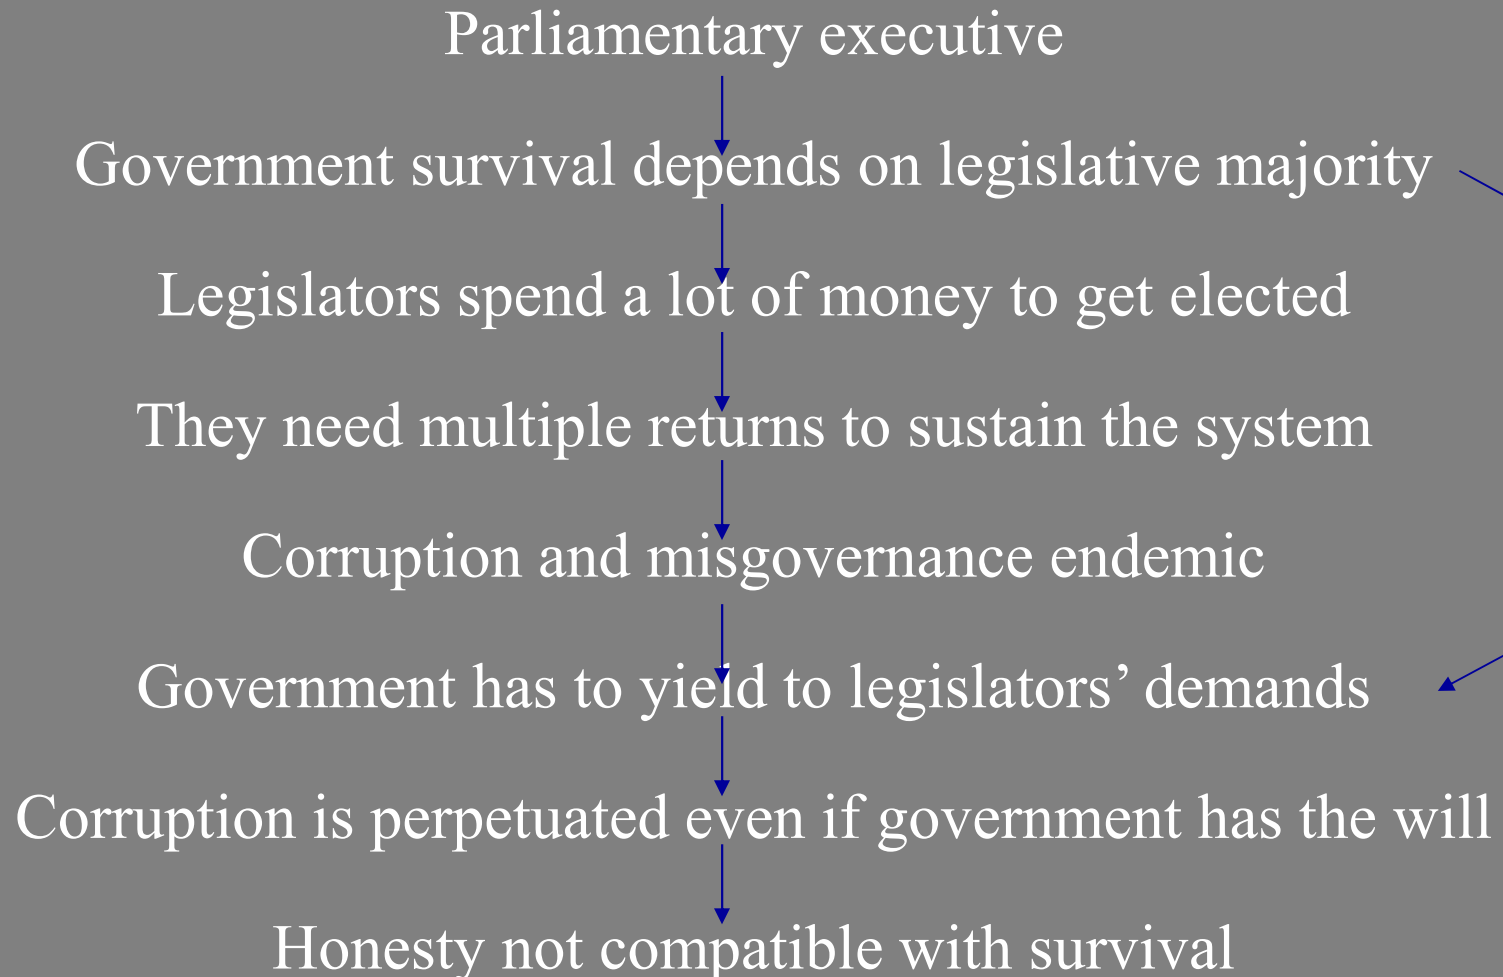 Parliamentary executive
Government survival depends on legislative majority
Legislators spend a lot of money to get elected
They need multiple returns to sustain the system
Corruption and misgovernance endemic
Government has to yield to legislators’ demands
Corruption is perpetuated even if government has the will
Honesty not compatible with survival